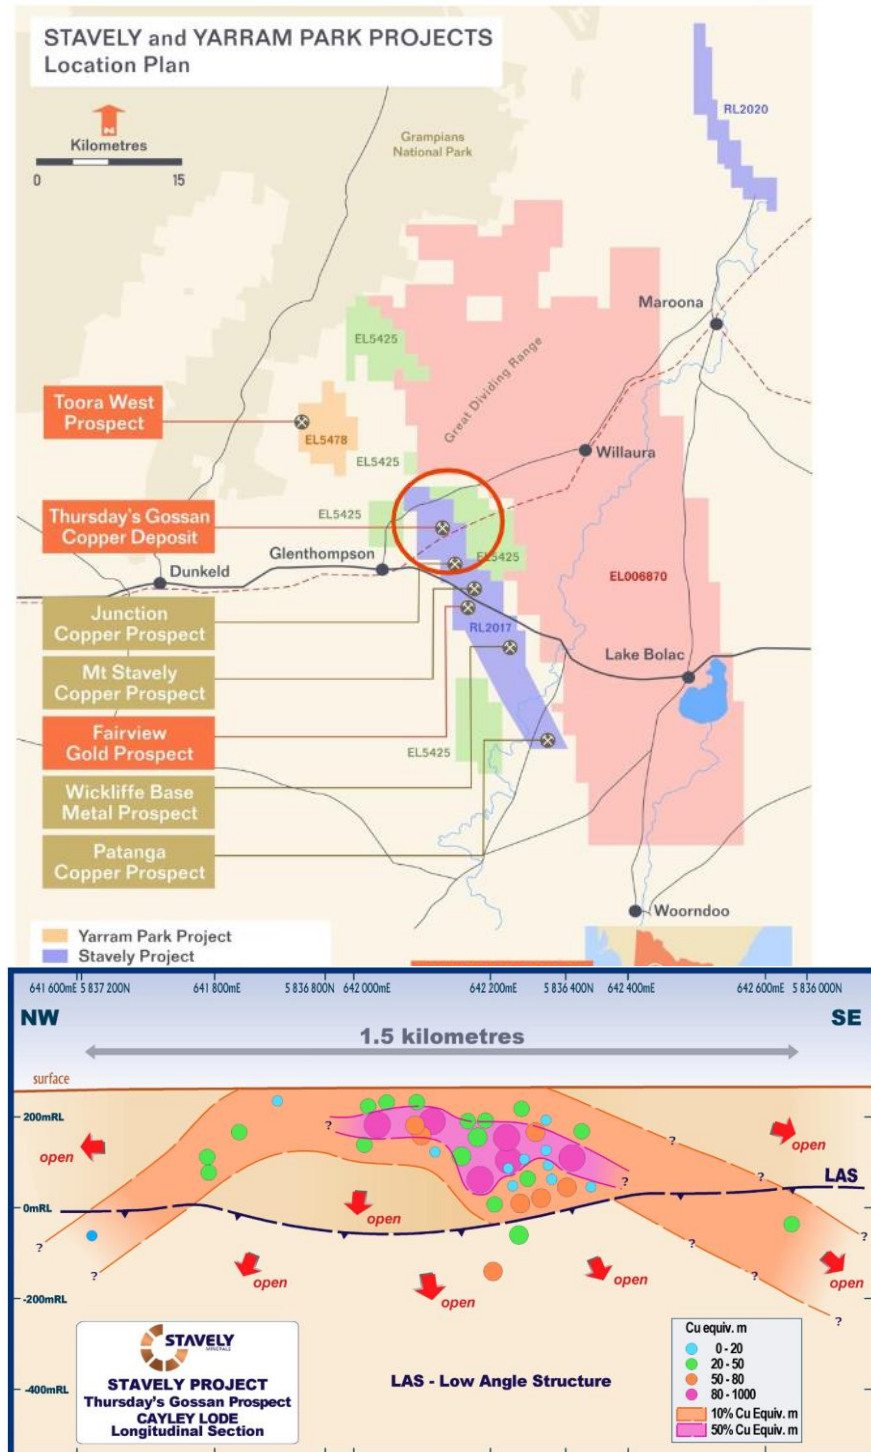 STAVELY and YARRAM PARK PROJECTS
Location Plan
N
Kilometres
0 15
Grampians
National Park
RL2020
Maroona
EL5425
Great Dividing Range
Toora West
Prospect
EL5478
Willaura
EL5425
Thursday's Gossan
Copper Deposit
EL5425
EL5425
Glenthompson
Dunkeld
EL006870
Junction
Copper Prospect
RL2017
Lake Bolac
Mt Stavely
Copper Prospect
Fairview
Gold Prospect
EL5425
Wickliffe Base
Metal Prospect
Patanga
Copper Prospect
Woorndoo
Yarram Park Project
Stavely Project
641 600mE 5 837 200N 641 800mE 5 836 800N 642 000mE 642 200mE 5 836 400N 642 400mE 642 600mE 5 836 000N
NW SE
1.5 kilometres
surface
200mRL
? ?
open open
? LAS
0mRL
?
open
? ? ?
open open open open
-200mRL
?
STAVELY
MINERALS
STAVELY PROJECT
Thursday's Gossan Prospect
CAYLEY LODE
Longitudinal Section
-400mRL
LAS - Low Angle Structure
Cu equiv. m
0 - 20
20 - 50
50 - 80
80 - 1000
10% Cu Equiv. m
50% Cu Equiv. m